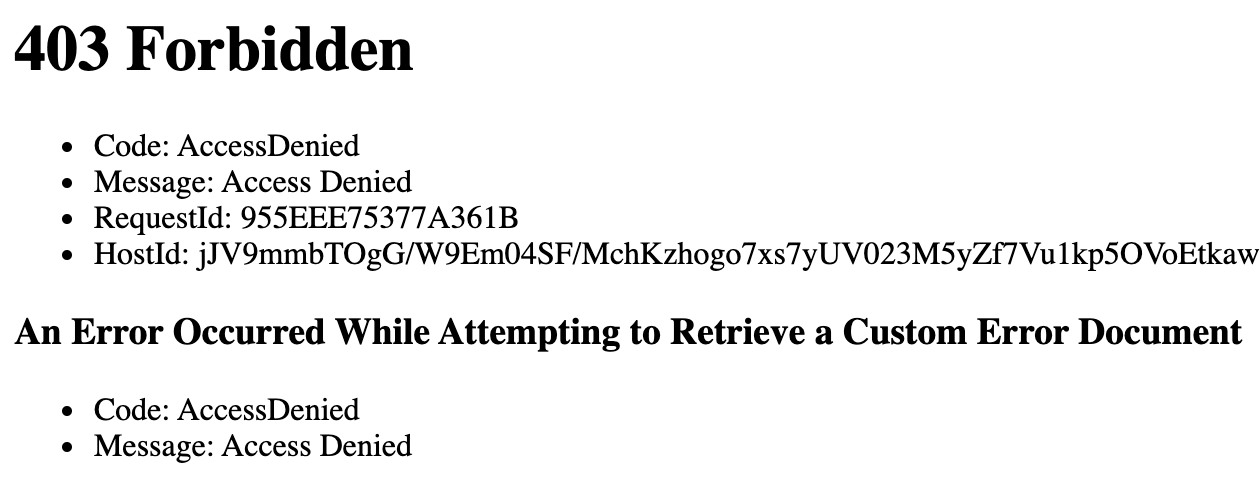 403 Forbidden
• Code: AccessDenied
• Message: Access Denied
• RequestId: 955EEE75377A361B
• HostId: jJV9mmbTOgG/W9Em04SF/MchKzhogo7xs7yUV023M5yZf7Vu1kp5OVoEtkaw
An Error Occurred While Attempting to Retrieve a Custom Error Document
• Code: AccessDenied
• Message: Access Denied